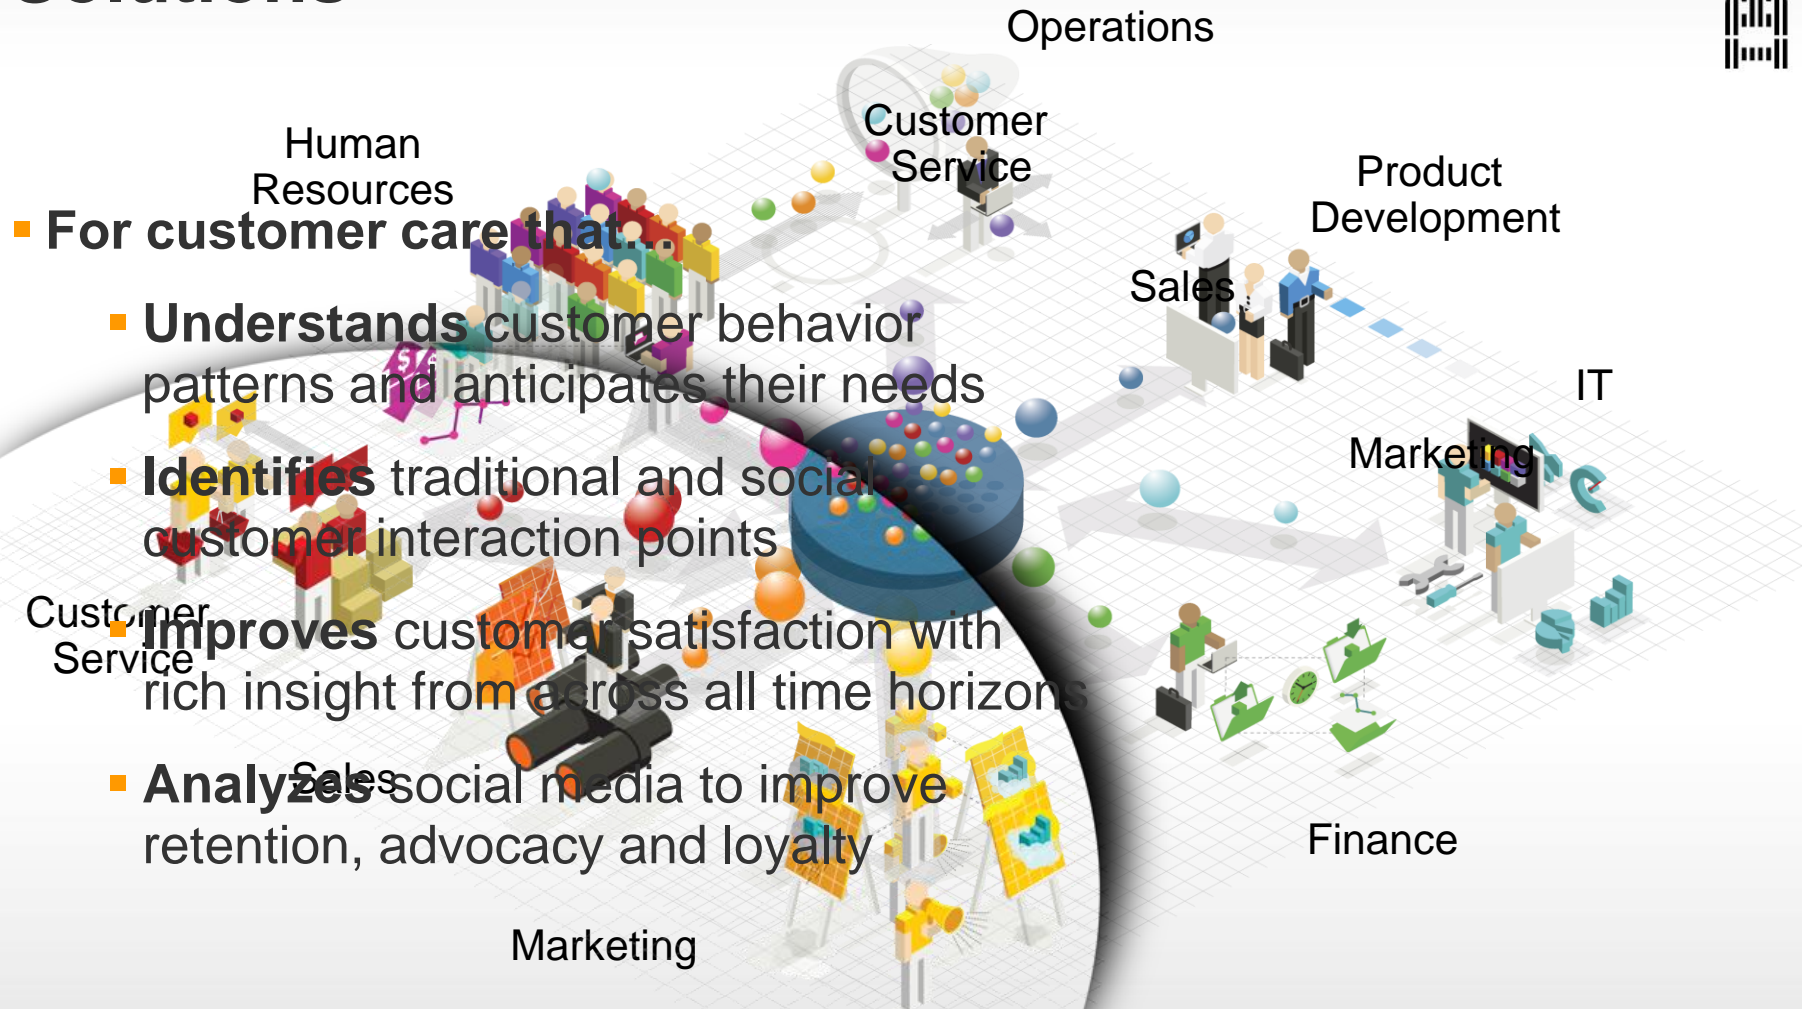 Solutions
Operations
Human
Resources
Customer
Service
Product
Development
▪ For customer care that...
Sales
▪ Understands customer behavior
patterns and anticipates their needs
IT
Marketing
▪ Identifies traditional and social
customer interaction points
Customer
Service
▪ Improves customer satisfaction with
rich insight from across all time horizons
Sales
▪ Analyzes social media to improve
retention, advocacy and loyalty
Finance
Marketing